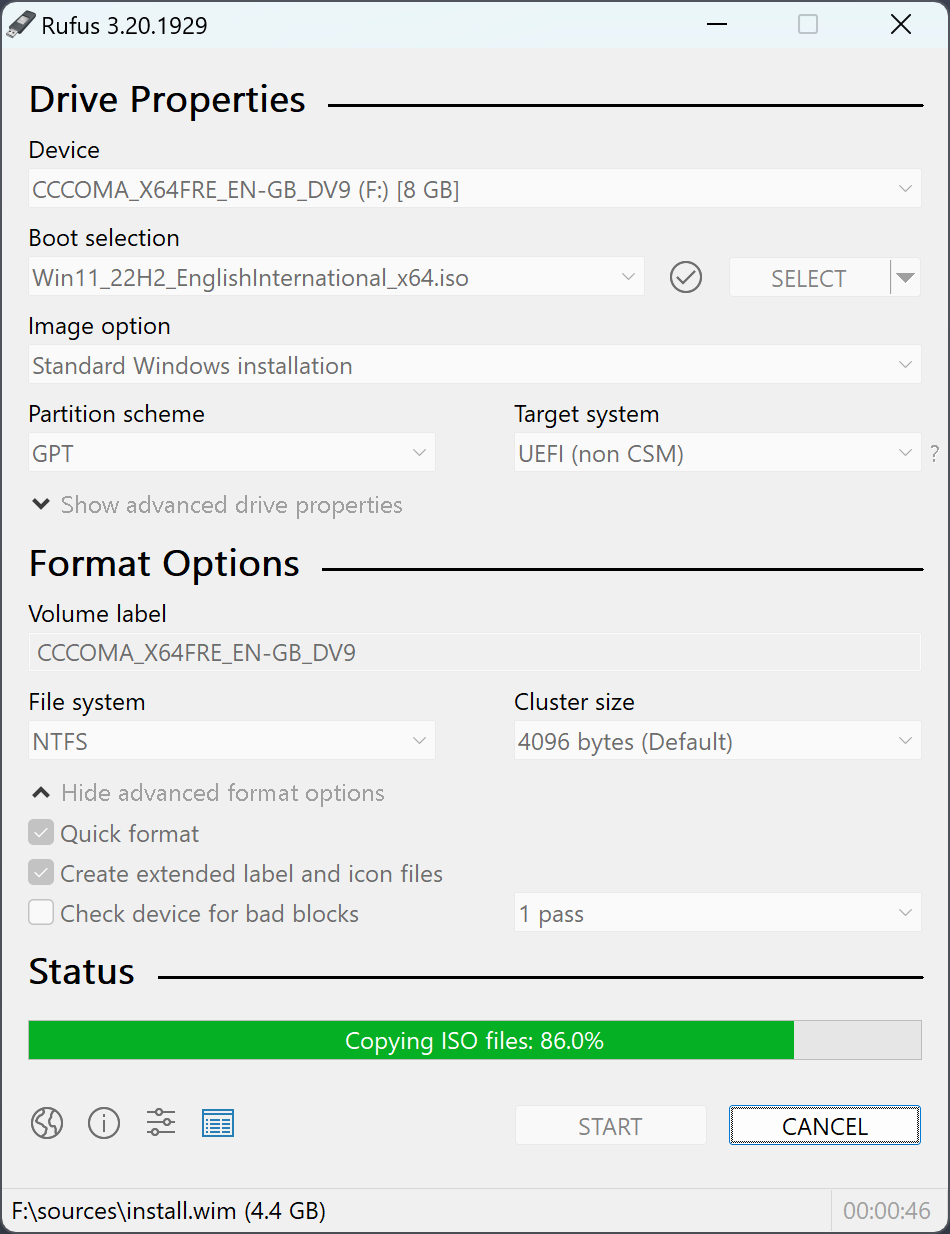 Rufus 3.20.1929
Drive Properties
Device
CCCOMA_X64FRE_EN-GB_DV9 (F:) [8 GB]
Boot selection
Win11_22H2_EnglishInternational_x64.iso
SELECT
Image option
Standard Windows installation
Partition scheme
Target system
GPT
UEFI (non CSM)
?
Show advanced drive properties
Format Options
Volume label
CCCOMA_X64FRE_EN-GB_DV9
File system
Cluster size
NTFS
4096 bytes (Default)
Hide advanced format options
Quick format
Create extended label and icon files
Check device for bad blocks
1 pass
Status
Copying ISO files: 86.0%
START
CANCEL
F:\sources\install.wim (4.4 GB)
00:00:46